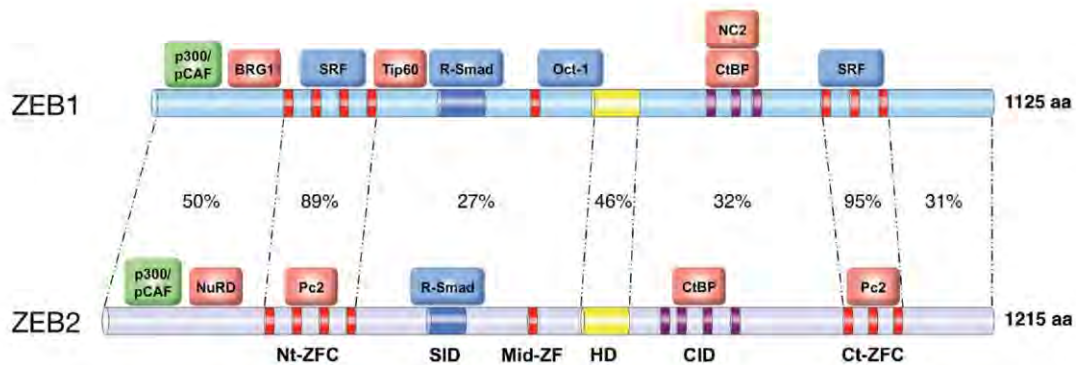 NC2
p300/
pCAF
BRG1
SRF
Tip60
R-Smad
Oct-1
CtBP
SRF
ZEB1
1125 aa
50%
89%
27%
46%
32%
95%
31%
p300/
pCAF
NuRD
Pc2
R-Smad
CtBP
Pc2
ZEB2
1215 aa
Nt-ZFC
SID
Mid-ZF
HD
CID
Ct-ZFC